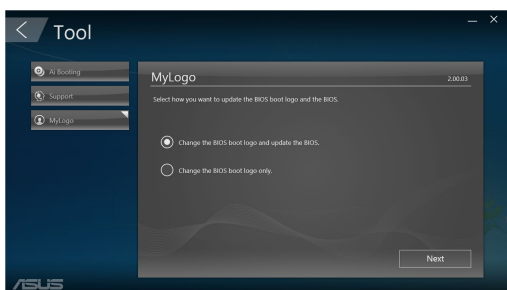 Tool
Ai Booting
Support
MyLogo
MyLogo
2.00.03
Select how you want to update the BIOS boot logo and the BIOS.
Change the BIOS boot logo and update the BIOS.
Change the BIOS boot logo only.
Next
ASUS